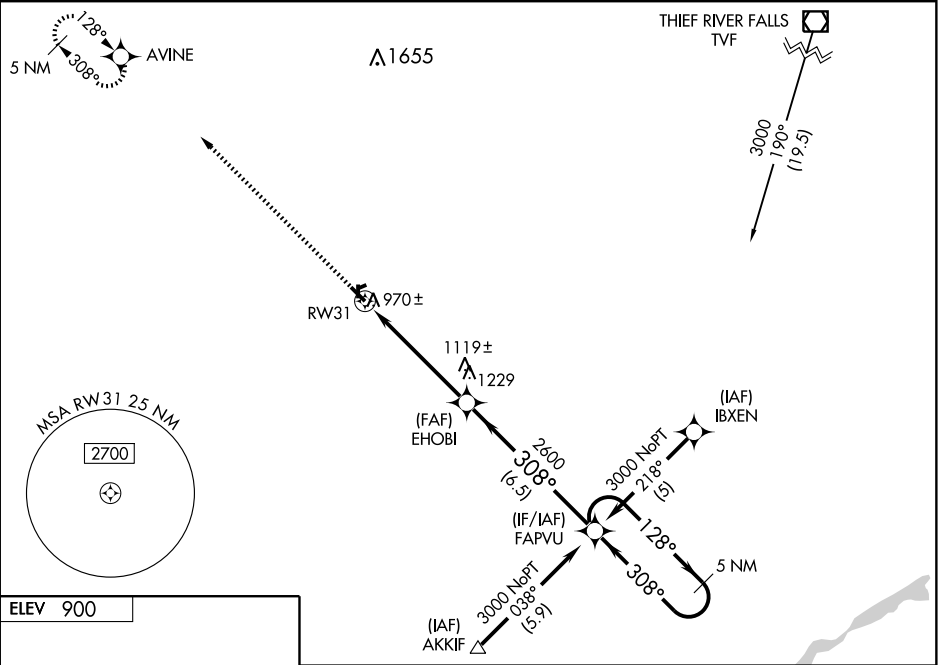 128°
308°
5 NM
AVINE
1655
THIEF RIVER FALLS
TVF
3000
190°
(19.5)
RW31
970±
1119±
1229
(FAF)
EHOBI
MSA RW31 25 NM
2700
2600
308°
(6.5)
(IAF)
IBXEN
3000 NoPT
218°
(5)
(IF/IAF)
FAPVU
128°
308°
5 NM
3000 NoPT
038°
(5.9)
(IAF)
AKKIF
ELEV 900